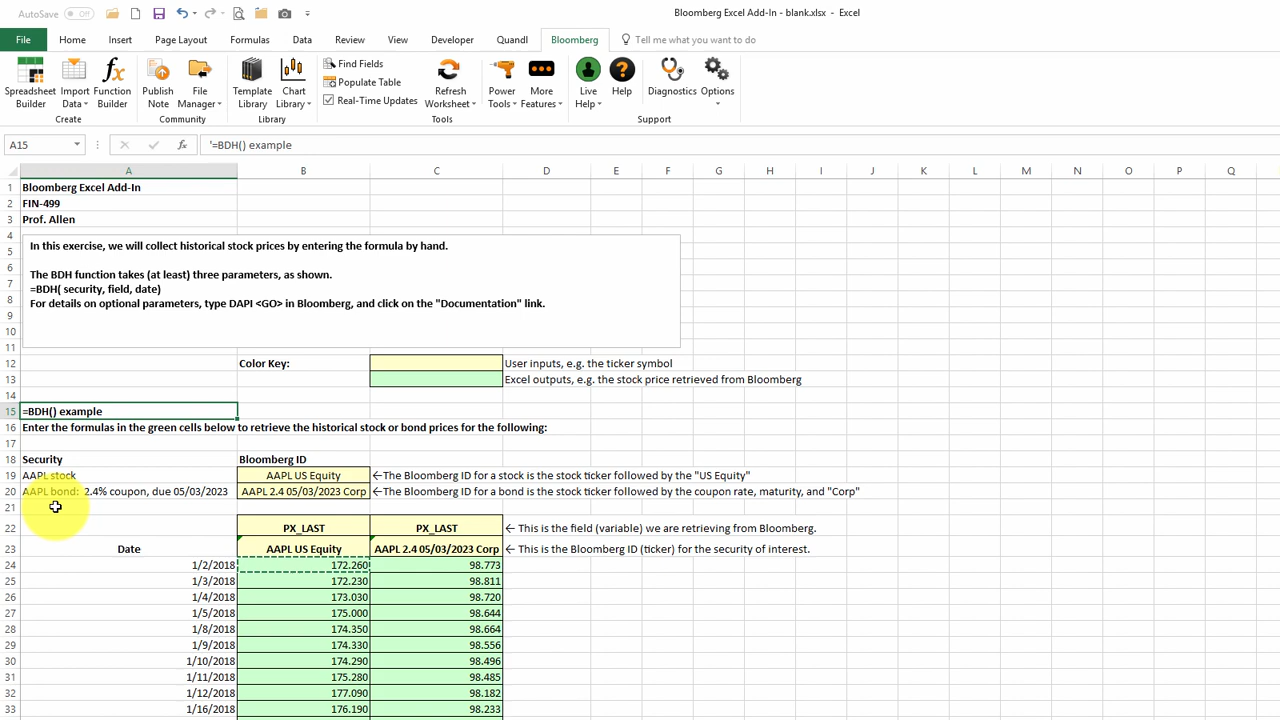 AutoSave Off
Bloomberg Excel Add-In - blank.xlsx - Excel
File Home Insert Page Layout Formulas Data Review View Developer Quandl Bloomberg Tell me what you want to do
Spreadsheet Builder
Import Data
Function Builder
Create
Publish Note
File Manager
Community
Template Library
Chart Library
Library
Find Fields
Populate Table
Real-Time Updates
Refresh Worksheet
Power Tools
More Features
Tools
Live Help
Help
Diagnostics
Options
Support
A15 fx '=BDH() example
A B C D E F G H I J K L M N O P Q
1 Bloomberg Excel Add-In
2 FIN-499
3 Prof. Allen
4
5 In this exercise, we will collect historical stock prices by entering the formula by hand.
6
7 The BDH function takes (at least) three parameters, as shown.
8 =BDH( security, field, date)
9 For details on optional parameters, type DAPI <GO> in Bloomberg, and click on the "Documentation" link.
10
11
12 Color Key: User inputs, e.g. the ticker symbol
13 Excel outputs, e.g. the stock price retrieved from Bloomberg
14
15 =BDH() example
16 Enter the formulas in the green cells below to retrieve the historical stock or bond prices for the following:
17
18 Security Bloomberg ID
19 AAPL stock AAPL US Equity ←The Bloomberg ID for a stock is the stock ticker followed by the "US Equity"
20 AAPL bond: 2.4% coupon, due 05/03/2023 AAPL 2.4 05/03/2023 Corp ←The Bloomberg ID for a bond is the stock ticker followed by the coupon rate, maturity, and "Corp"
21
22 PX_LAST PX_LAST ← This is the field (variable) we are retrieving from Bloomberg.
23 Date AAPL US Equity AAPL 2.4 05/03/2023 Corp ← This is the Bloomberg ID (ticker) for the security of interest.
24 1/2/2018 172.260 98.773
25 1/3/2018 172.230 98.811
26 1/4/2018 173.030 98.720
27 1/5/2018 175.000 98.644
28 1/8/2018 174.350 98.664
29 1/9/2018 174.330 98.556
30 1/10/2018 174.290 98.496
31 1/11/2018 175.280 98.485
32 1/12/2018 177.090 98.182
33 1/16/2018 176.190 98.233